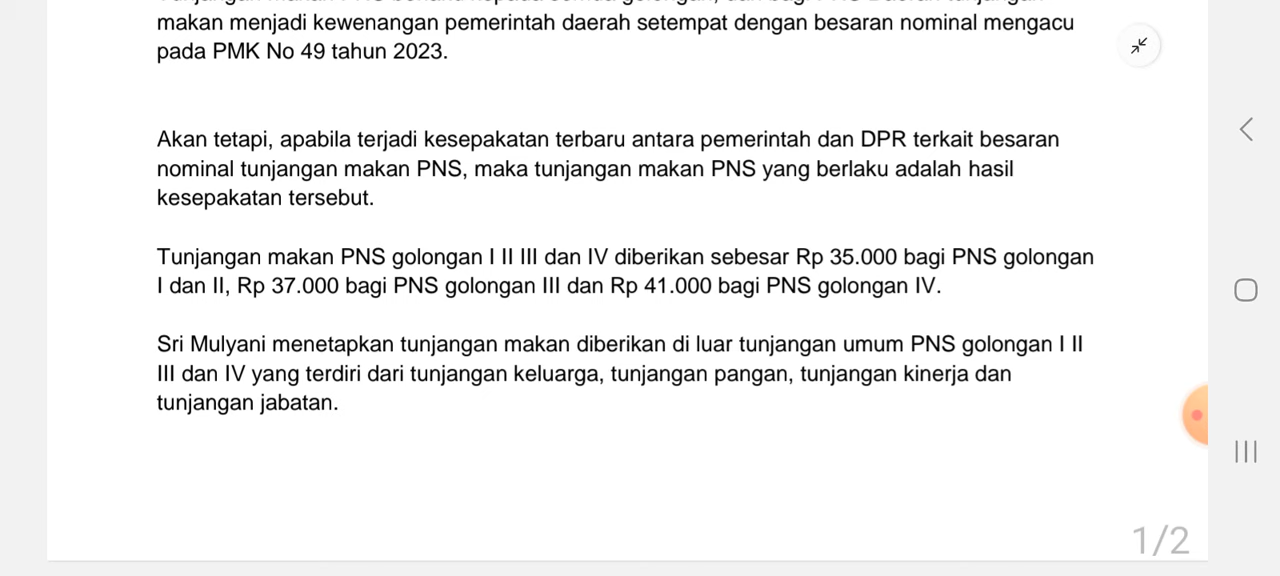 makan menjadi kewenangan pemerintah daerah setempat dengan besaran nominal mengacu
pada PMK No 49 tahun 2023.
Akan tetapi, apabila terjadi kesepakatan terbaru antara pemerintah dan DPR terkait besaran
nominal tunjangan makan PNS, maka tunjangan makan PNS yang berlaku adalah hasil
kesepakatan tersebut.
Tunjangan makan PNS golongan I II III dan IV diberikan sebesar Rp 35.000 bagi PNS golongan
I dan II, Rp 37.000 bagi PNS golongan III dan Rp 41.000 bagi PNS golongan IV.
Sri Mulyani menetapkan tunjangan makan diberikan di luar tunjangan umum PNS golongan I II
III dan IV yang terdiri dari tunjangan keluarga, tunjangan pangan, tunjangan kinerja dan
tunjangan jabatan.
1/2